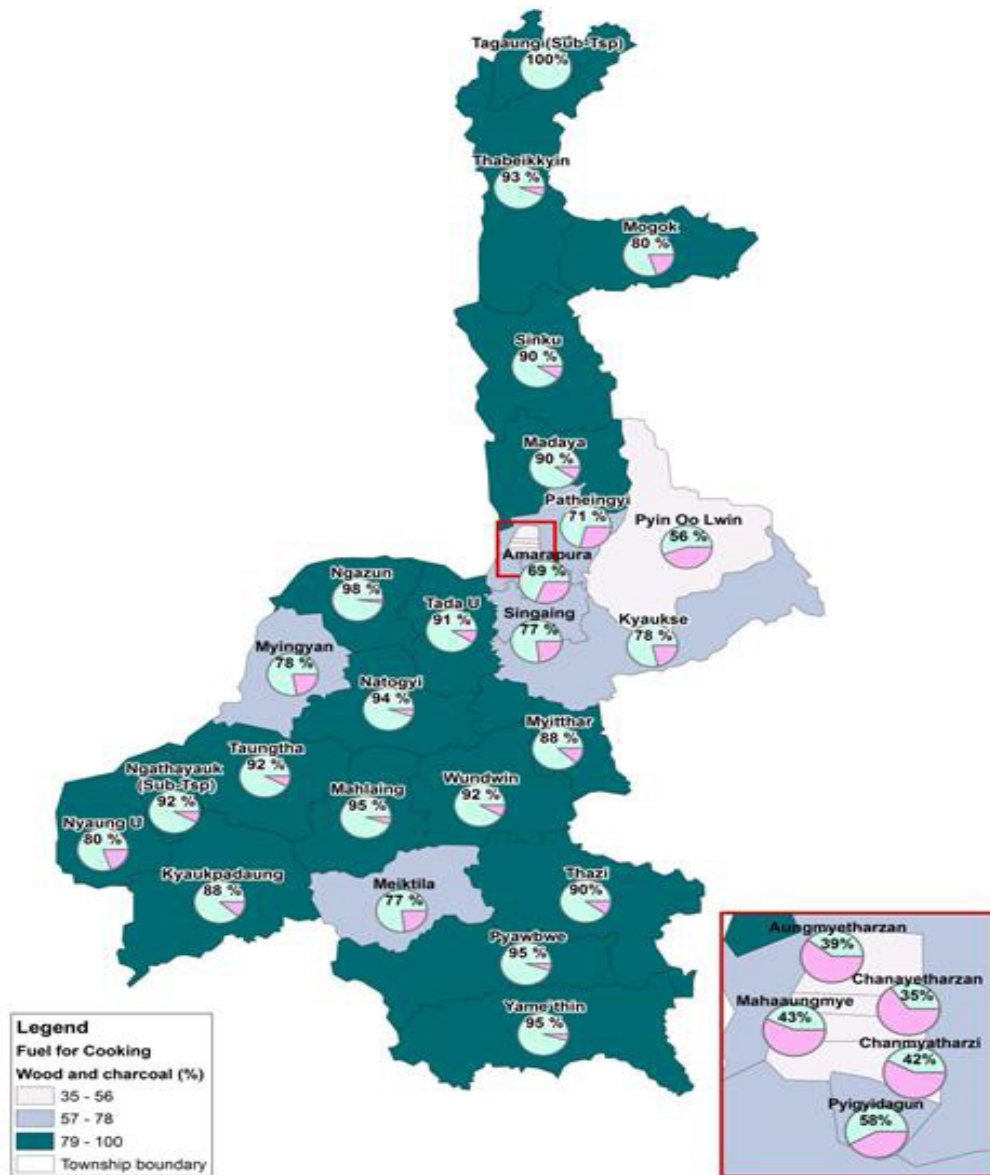 Tagaung (Sub-Tsp)
100%
Thabeikkyin
93 %
Mogok
80 %
Sinku
90 %
Madaya
90 %
Patheingyi
71 %
Pyin Oo Lwin
56 %
Amarapura
69 %
Ngazun
98 %
Tada U
91 %
Singaing
77 %
Kyaukse
78 %
Myingyan
78 %
Natogyi
94 %
Myitthar
88 %
Taungtha
92 %
Ngathayauk
(Sub-Tsp)
92 %
Mahlaing
95 %
Wundwin
92 %
Nyaung U
80 %
Kyaukpadaung
88 %
Meiktila
77 %
Thazi
90%
Pyawbwe
95 %
Yame'thin
95 %
Aungmyetharzan
39%
Chanayetharzan
35%
Mahaaungmye
43%
Chanmyatharzi
42%
Pyigyidagun
58%
Legend
Fuel for Cooking
Wood and charcoal (%)
35 - 56
57 - 78
79 - 100
Township boundary